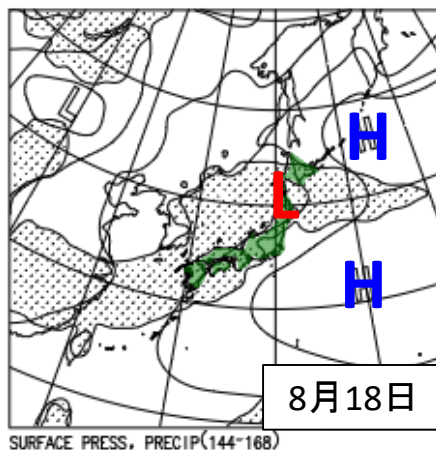 L
H
L
H
8月18日
SURFACE PRESS, PRECIP(144-168)